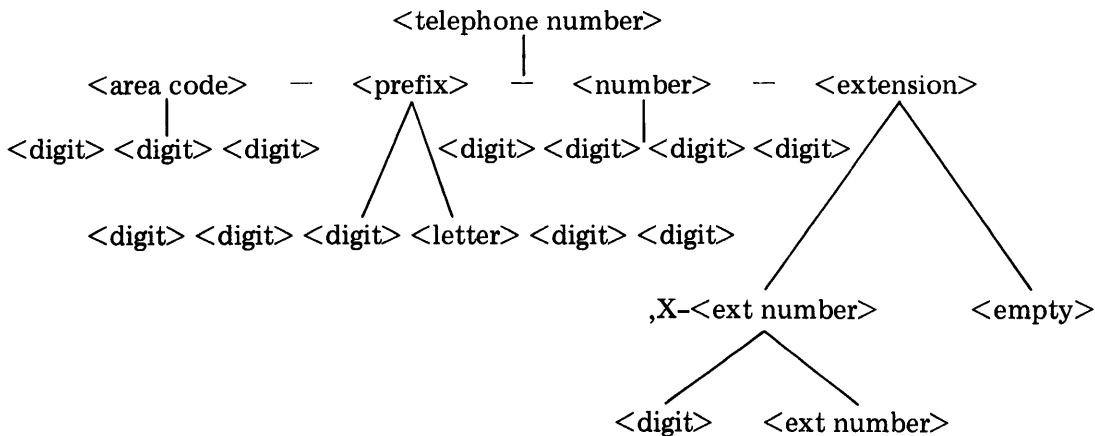 <telephone number>
<area code> — <prefix> — <number> — <extension>
<digit> <digit> <digit> <digit> <digit> <digit> <digit>
<digit> <digit> <digit> <letter> <digit> <digit>
,X-<ext number> <empty>
<digit> <ext number>